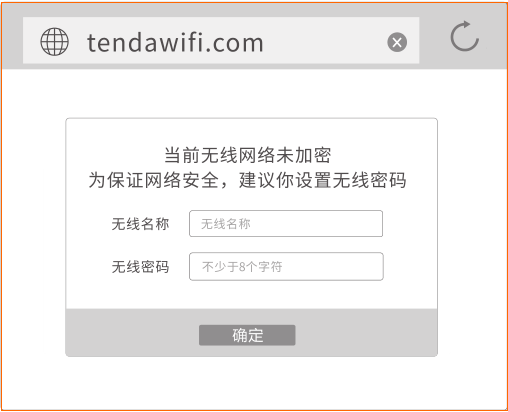 tendawifi.com
当前无线网络未加密
为保证网络安全，建议你设置无线密码
无线名称 无线名称
无线密码 不少于8个字符
确定